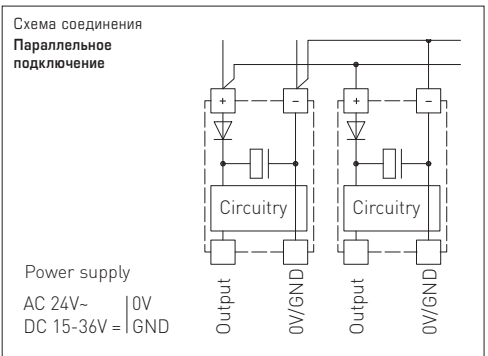 Схема соединения
Параллельное
подключение
+ − + −
Circuitry Circuitry
Output 0V/GND Output 0V/GND
Power supply
AC 24V~ | 0V
DC 15-36V = | GND